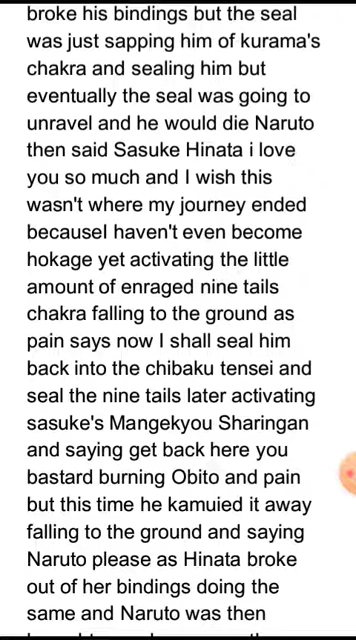 broke his bindings but the seal
was just sapping him of kurama's
chakra and sealing him but
eventually the seal was going to
unravel and he would die Naruto
then said Sasuke Hinata i love
you so much and I wish this
wasn't where my journey ended
becauseI haven't even become
hokage yet activating the little
amount of enraged nine tails
chakra falling to the ground as
pain says now I shall seal him
back into the chibaku tensei and
seal the nine tails later activating
sasuke's Mangekyou Sharingan
and saying get back here you
bastard burning Obito and pain
but this time he kamuied it away
falling to the ground and saying
Naruto please as Hinata broke
out of her bindings doing the
same and Naruto was then